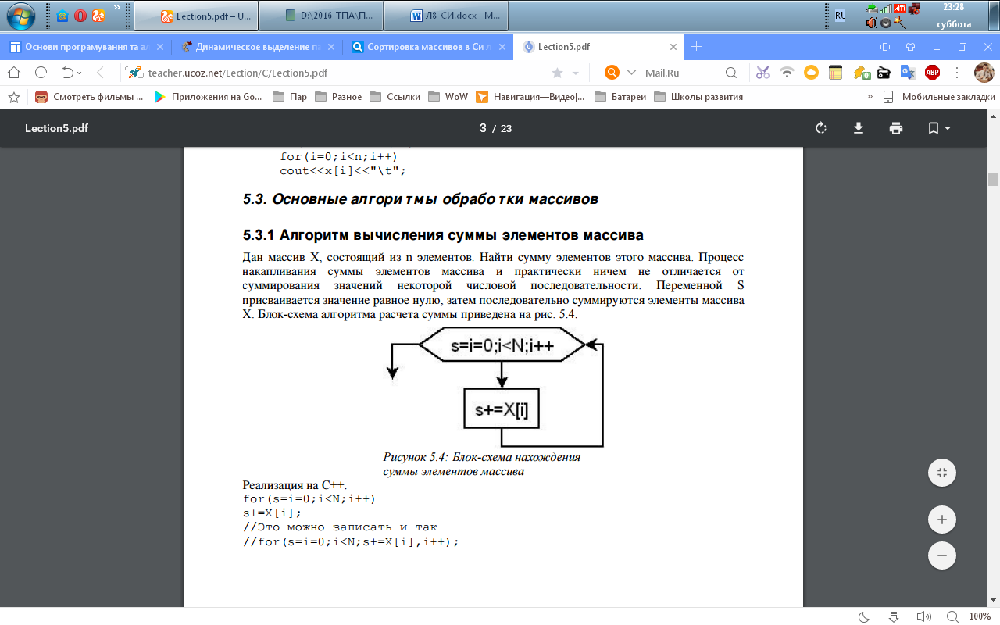 Lection5.pdf – U...
D:\2016_ТПА\П...
Л8_СИ.docx - M...
RU
ATI
23:28
суббота
Основи програмування та ал
Динамическое выделение па
Сортировка массивов в Си л
Lection5.pdf
teacher.ucoz.net/Lection/C/Lection5.pdf
Mail.Ru
ABP
Смотреть фильмы ...
Приложения на Go...
Пар
Разное
Ссылки
WoW
Навигация—Видео|...
Батареи
Школы развития
»
Мобильные закладки
Lection5.pdf
3 / 23
for(i=0;i<n;i++)
cout<<x[i]<<"\t";
5.3. Основные алгоритмы обработки массивов
5.3.1 Алгоритм вычисления суммы элементов массива
Дан массив X, состоящий из n элементов. Найти сумму элементов этого массива. Процесс
накапливания суммы элементов массива и практически ничем не отличается от
суммирования значений некоторой числовой последовательности. Переменной S
присваивается значение равное нулю, затем последовательно суммируются элементы массива
X. Блок-схема алгоритма расчета суммы приведена на рис. 5.4.
s=i=0;i<N;i++
s+=X[i]
Рисунок 5.4: Блок-схема нахождения
суммы элементов массива
Реализация на C++.
for(s=i=0;i<N;i++)
s+=X[i];
//Это можно записать и так
//for(s=i=0;i<N;s+=X[i],i++);
100%